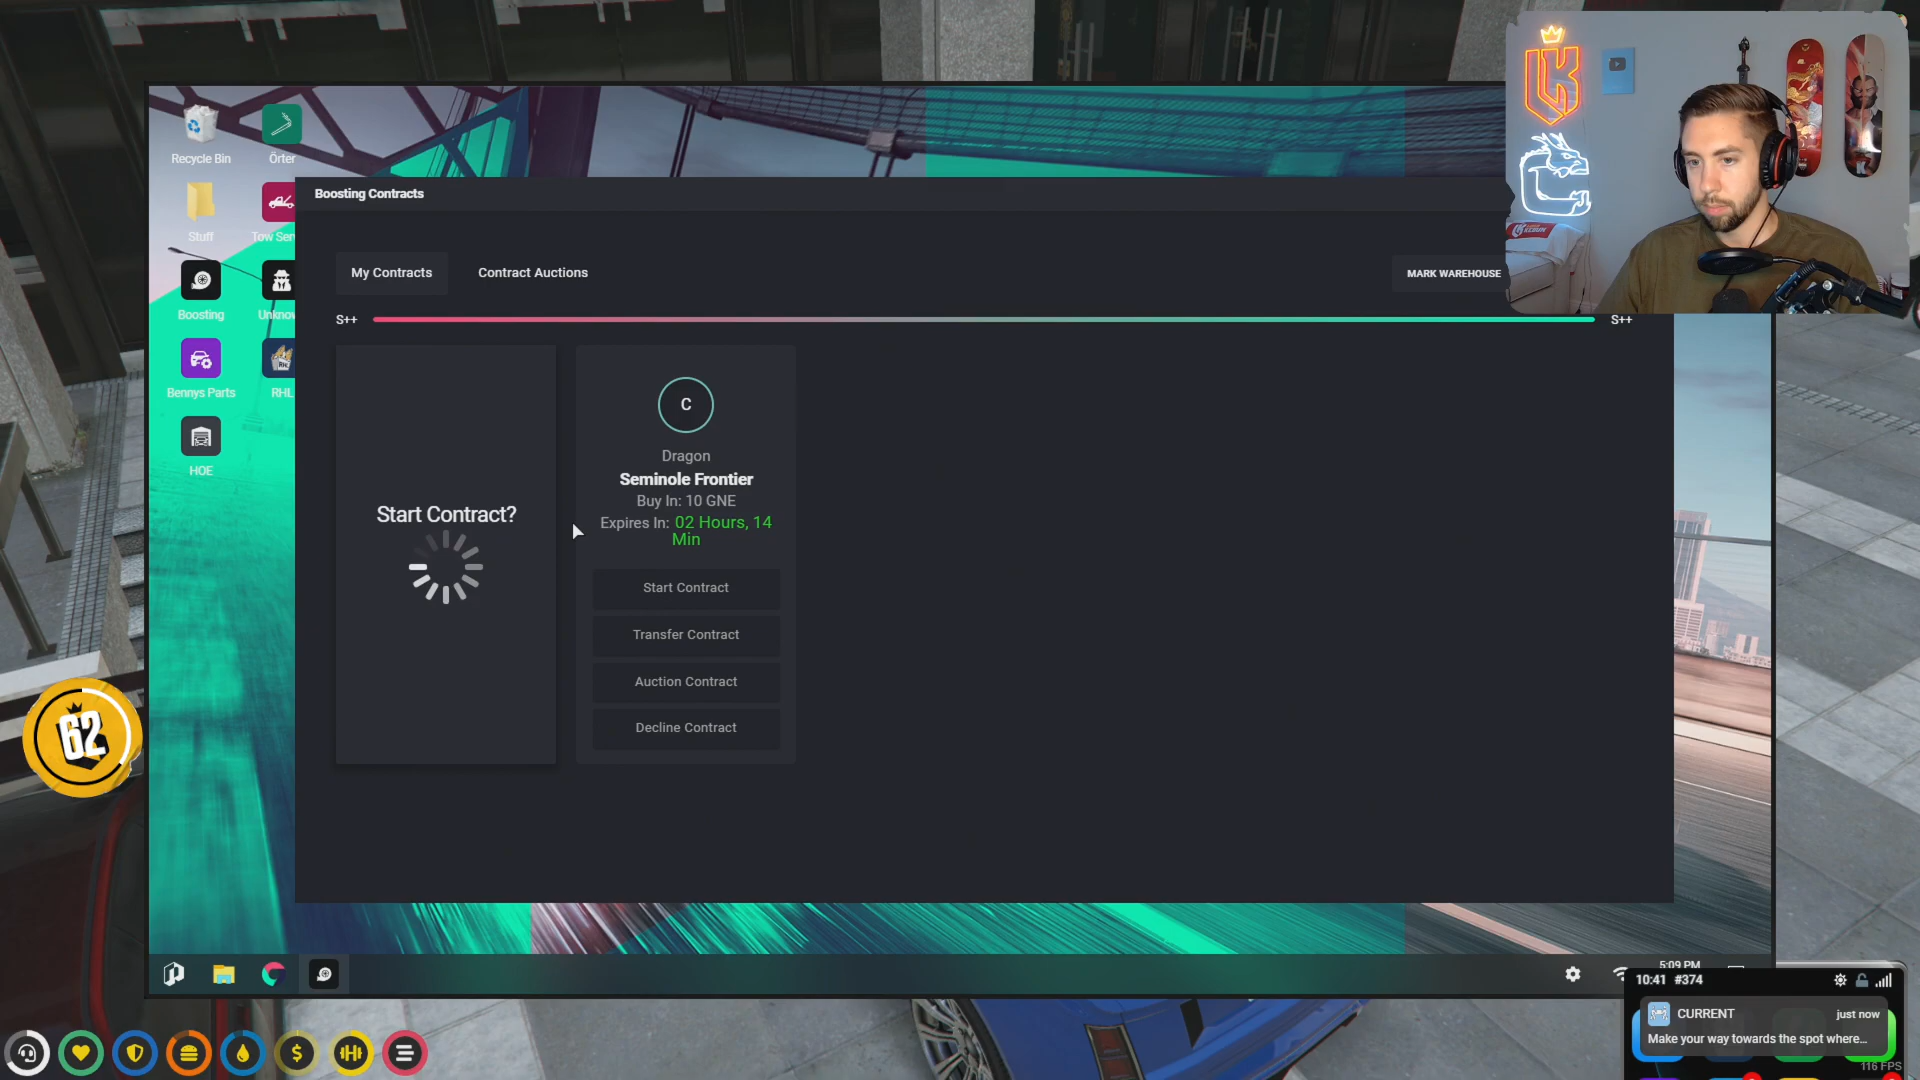 Recycle Bin
Örter
Stuff
Tow Ser
Boosting
Unknow
Bennys Parts
RHL
HOE
Boosting Contracts
My Contracts
Contract Auctions
MARK WAREHOUSE
S++
S++
Start Contract?
C
Dragon
Seminole Frontier
Buy In: 10 GNE
Expires In: 02 Hours, 14
Min
Start Contract
Transfer Contract
Auction Contract
Decline Contract
62
5:09 PM
10:41 #374
CURRENT
just now
Make your way towards the spot where...
116 FPS
LK